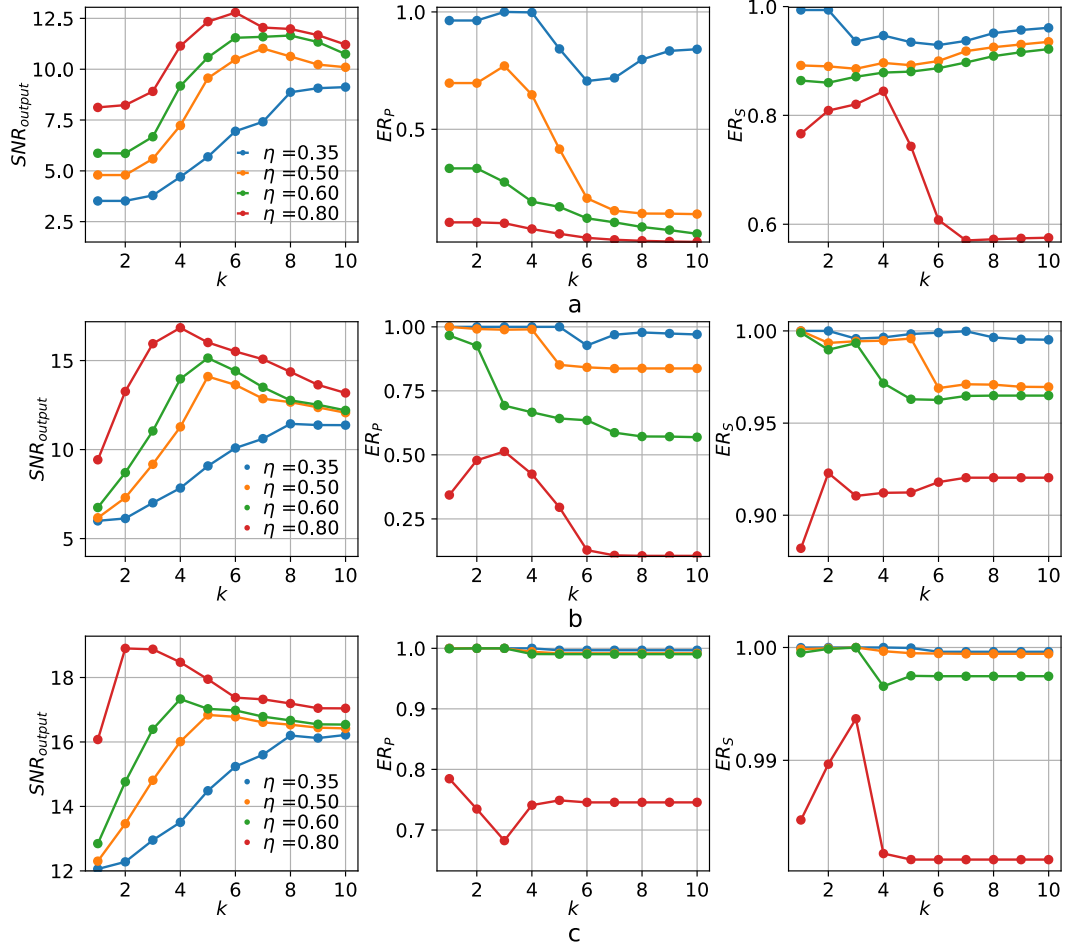 SNR_output
12.5
10.0
7.5
5.0
2.5
η =0.35
η =0.50
η =0.60
η =0.80
2 4 6 8 10
k
ER_P
1.0
0.5
2 4 6 8 10
k
ER_S
1.0
0.8
0.6
2 4 6 8 10
k
a
SNR_output
15
10
5
η =0.35
η =0.50
η =0.60
η =0.80
2 4 6 8 10
k
ER_P
1.00
0.75
0.50
0.25
2 4 6 8 10
k
ER_S
1.00
0.95
0.90
2 4 6 8 10
k
b
SNR_output
18
16
14
12
η =0.35
η =0.50
η =0.60
η =0.80
2 4 6 8 10
k
ER_P
1.0
0.9
0.8
0.7
2 4 6 8 10
k
ER_S
1.00
0.99
2 4 6 8 10
k
c